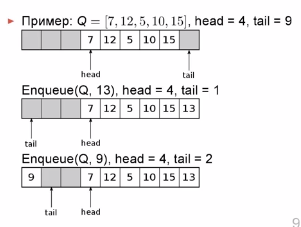 ▶ Пример: Q = [7, 12, 5, 10, 15], head = 4, tail = 9
7 12 5 10 15
head tail
Enqueue(Q, 13), head = 4, tail = 1
7 12 5 10 15 13
tail head
Enqueue(Q, 9), head = 4, tail = 2
9 7 12 5 10 15 13
tail head
9